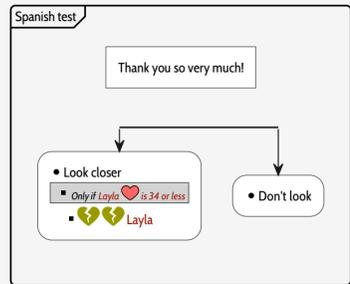 Spanish test
Thank you so very much!
Look closer
Only if Layla is 34 or less
Layla
Don't look